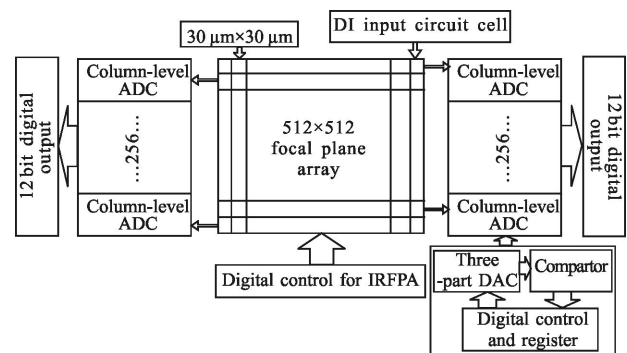 30 μm×30 μm
DI input circuit cell
12 bit digital
output
Column-level
ADC
...256...
Column-level
ADC
512×512
focal plane
array
Column-level
ADC
...256...
Column-level
ADC
12 bit digital
output
Digital control for IRFPA
Three
-part DAC
Compartor
Digital control
and register